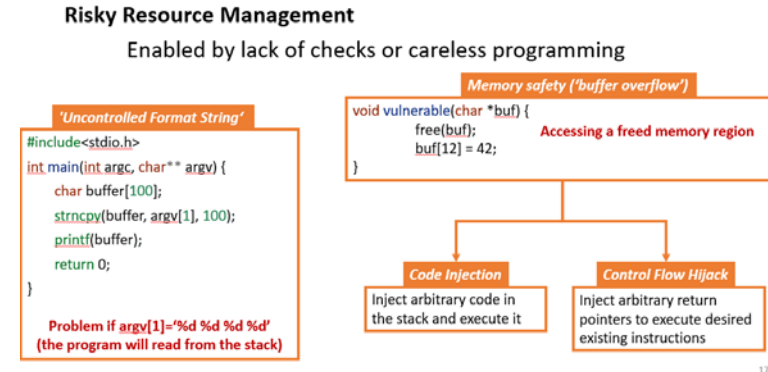 Risky Resource Management
Enabled by lack of checks or careless programming
'Uncontrolled Format String‘
#include<stdio.h>
int main(int argc, char** argv) {
char buffer[100];
strncpy(buffer, argv[1], 100);
printf(buffer);
return 0;
}
Problem if argv[1]=‘%d %d %d %d’
(the program will read from the stack)
Memory safety (‘buffer overflow’)
void vulnerable(char *buf) {
free(buf);
buf[12] = 42;
}
Accessing a freed memory region
Code Injection
Inject arbitrary code in
the stack and execute it
Control Flow Hijack
Inject arbitrary return
pointers to execute desired
existing instructions